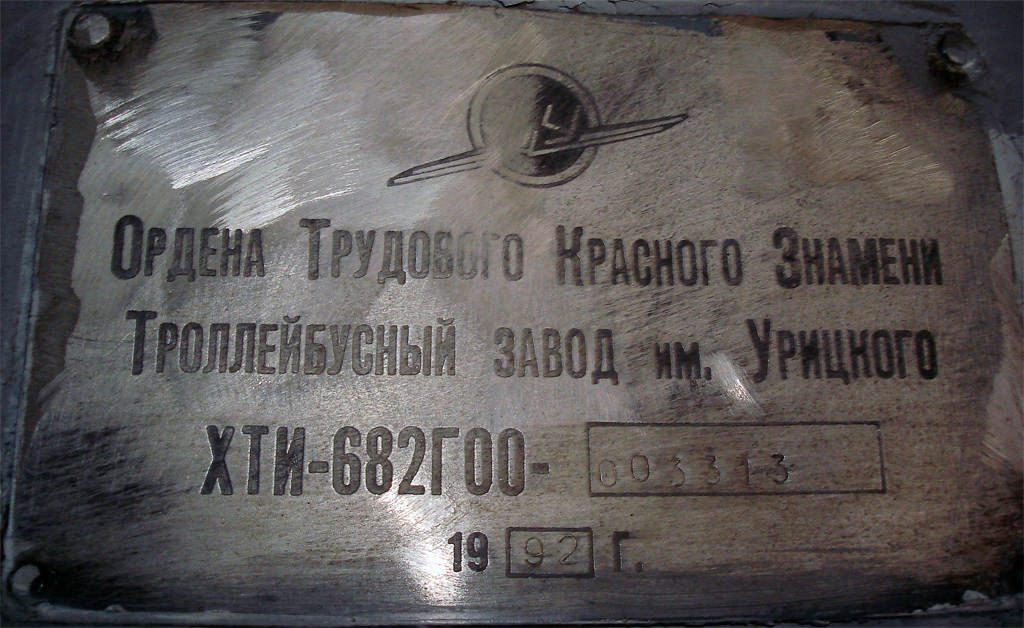 Ордена Трудового Красного Знамени
Троллейбусный завод им. Урицкого
ХТИ-682Г00- 003313
19 92 г.